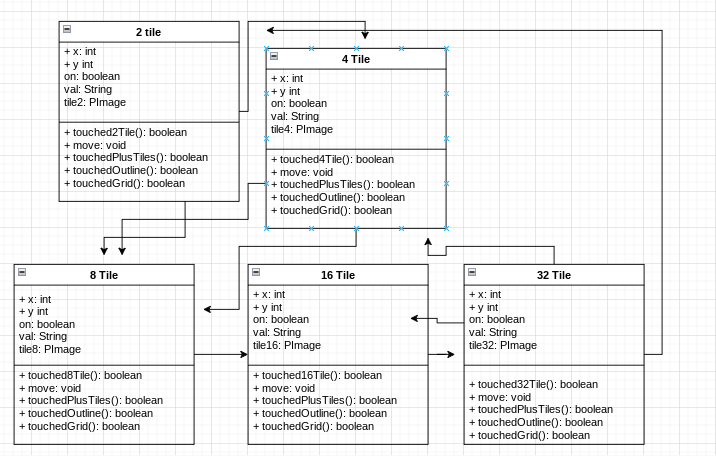 2 tile
+ x: int
+ y int
on: boolean
val: String
tile2: PImage
+ touched2Tile(): boolean
+ move: void
+ touchedPlusTiles(): boolean
+ touchedOutline(): boolean
+ touchedGrid(): boolean
4 Tile
+ x: int
+ y int
on: boolean
val: String
tile4: PImage
+ touched4Tile(): boolean
+ move: void
+ touchedPlusTiles(): boolean
+ touchedOutline(): boolean
+ touchedGrid(): boolean
8 Tile
+ x: int
+ y int
on: boolean
val: String
tile8: PImage
+ touched8Tile(): boolean
+ move: void
+ touchedPlusTiles(): boolean
+ touchedOutline(): boolean
+ touchedGrid(): boolean
16 Tile
+ x: int
+ y int
on: boolean
val: String
tile16: PImage
+ touched16Tile(): boolean
+ move: void
+ touchedPlusTiles(): boolean
+ touchedOutline(): boolean
+ touchedGrid(): boolean
32 Tile
+ x: int
+ y int
on: boolean
val: String
tile32: PImage
+ touched32Tile(): boolean
+ move: void
+ touchedPlusTiles(): boolean
+ touchedOutline(): boolean
+ touchedGrid(): boolean